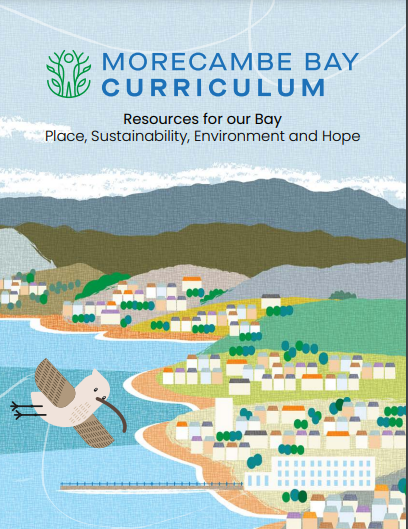 MORECAMBE BAY
CURRICULUM
Resources for our Bay
Place, Sustainability, Environment and Hope